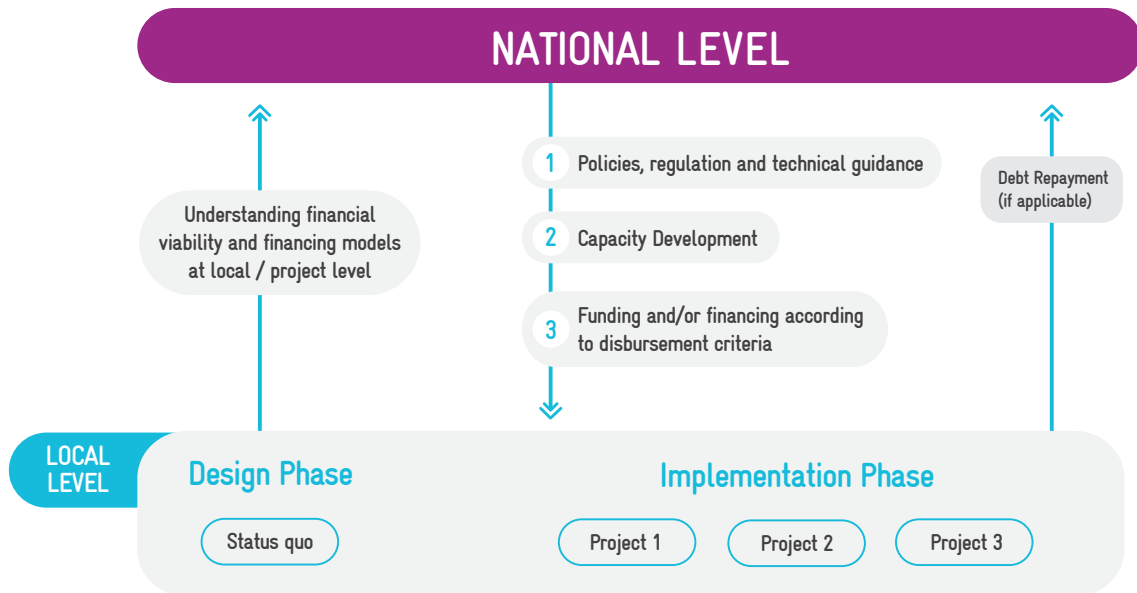 NATIONAL LEVEL
1 Policies, regulation and technical guidance
Debt Repayment
(if applicable)
Understanding financial
viability and financing models
at local / project level
2 Capacity Development
3 Funding and/or financing according
to disbursement criteria
LOCAL
LEVEL
Design Phase
Implementation Phase
Status quo
Project 1
Project 2
Project 3